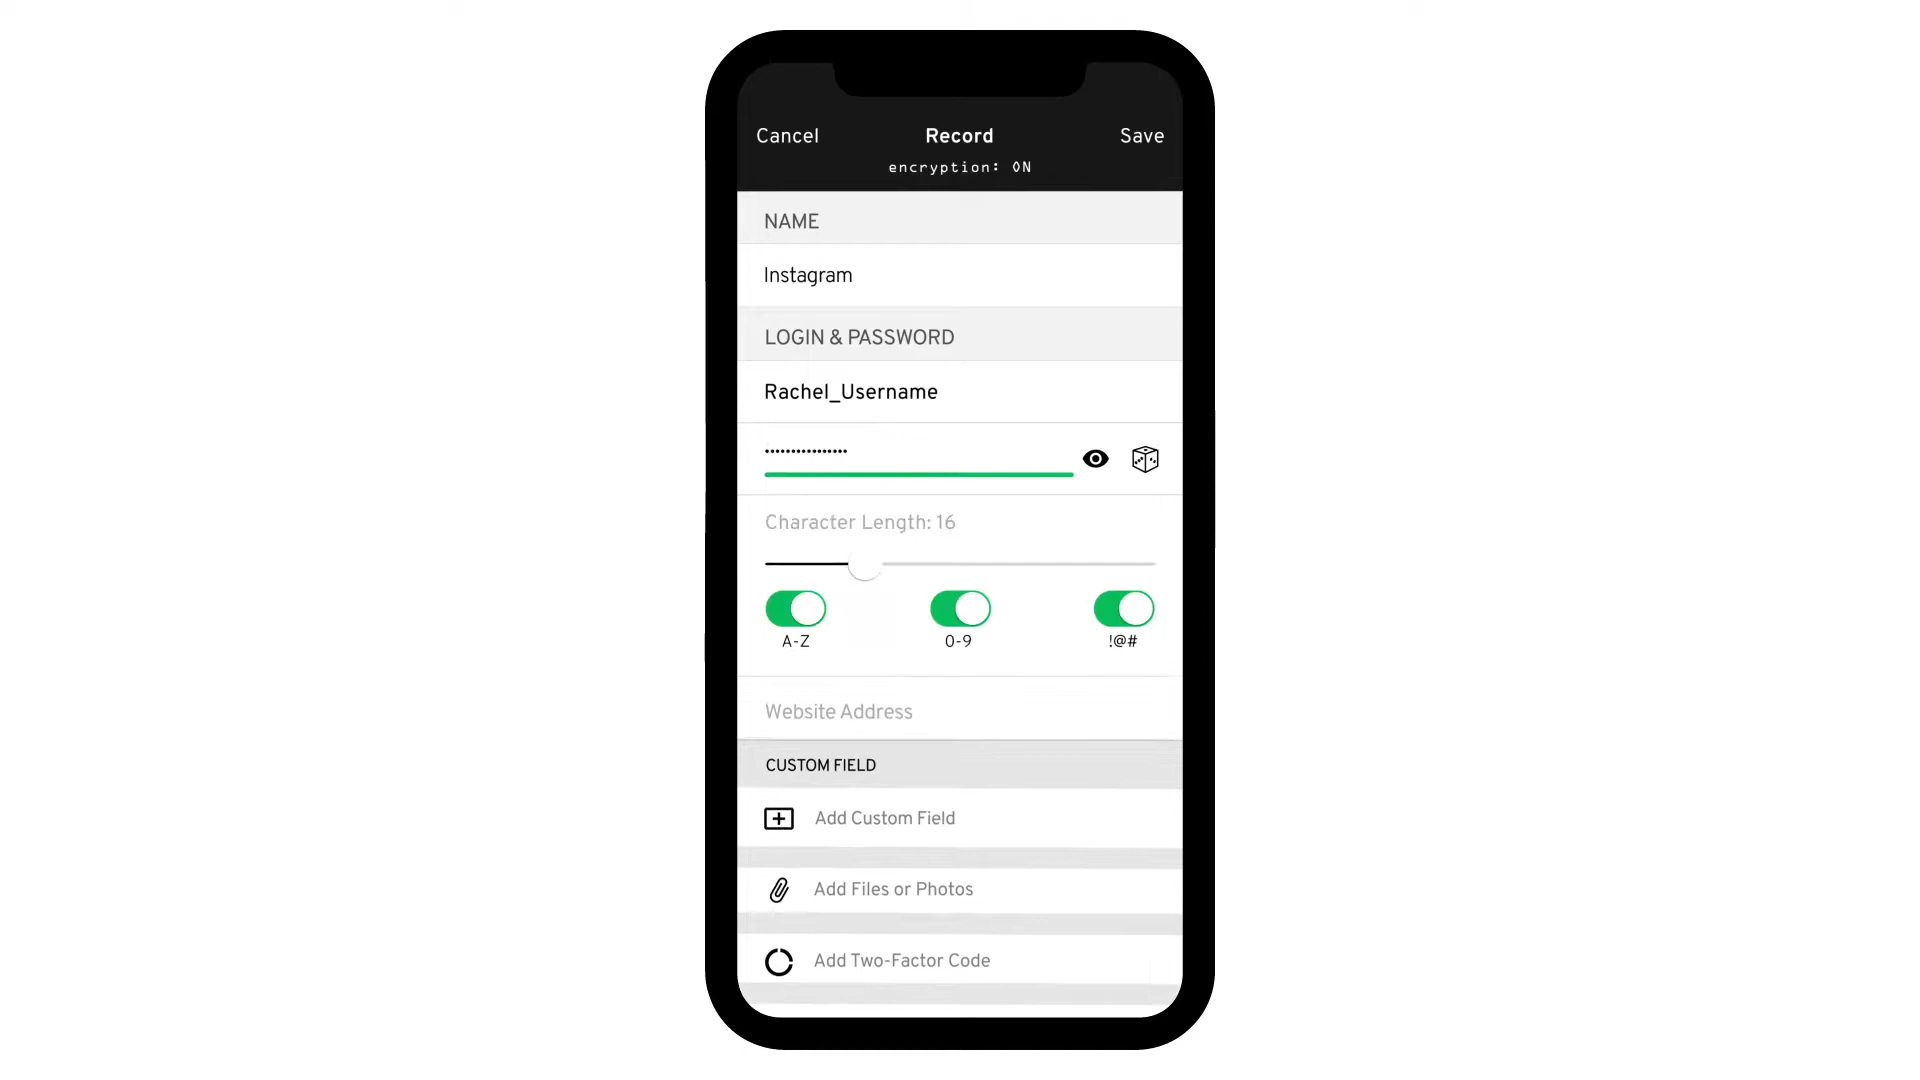 Cancel Record Save
encryption: ON
NAME
Instagram
LOGIN & PASSWORD
Rachel_Username
••••••••••••••••
Character Length: 16
A-Z 0-9 !@#
Website Address
CUSTOM FIELD
Add Custom Field
Add Files or Photos
Add Two-Factor Code